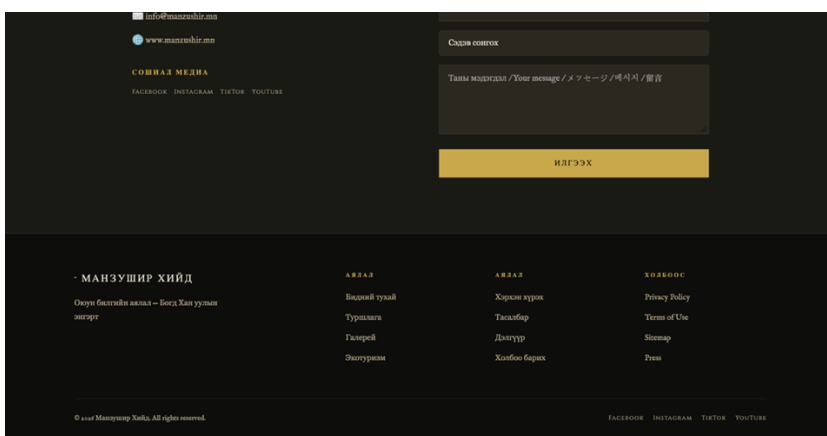 info@manzushir.mn
www.manzushir.mn
СОШИАЛ МЕДИА
FACEBOOK INSTAGRAM TIKTOK YOUTUBE
Сэдэв сонгох
Таны мэдэгдэл / Your message / メッセージ / 메시지 / 留言
ИЛГЭЭХ
- МАНЗУШИР ХИЙД
Оюун билгийн аялал — Богд Хан уулын
энгэрт
АЯЛАЛ
Бидний тухай
Туршлага
Галерей
Экотуризм
АЯЛАЛ
Хэрхэн хүрэх
Тасалбар
Дэлгүүр
Холбоо барих
ХОЛБООС
Privacy Policy
Terms of Use
Sitemap
Press
© 2026 Манзушир Хийд. All rights reserved.
FACEBOOK INSTAGRAM TIKTOK YOUTUBE